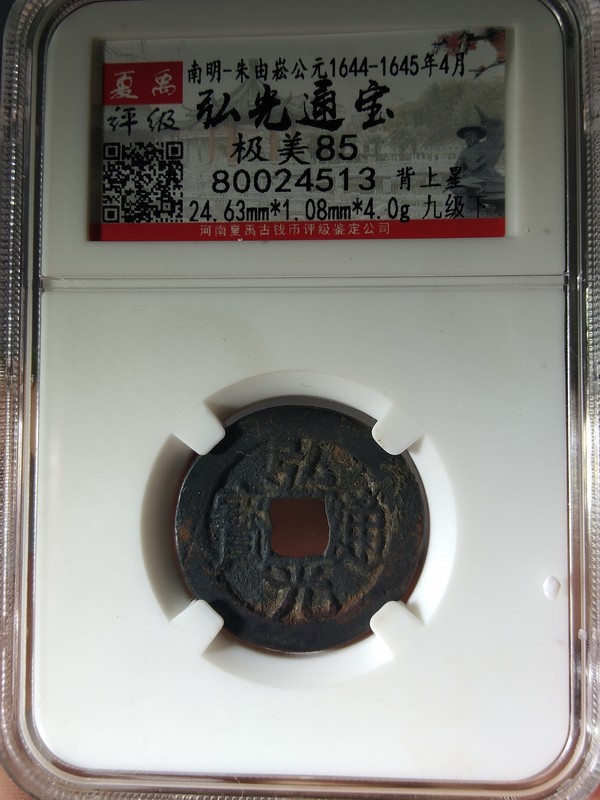 夏禹
评级
南明-朱由崧公元1644-1645年4月
弘光通宝
极美85
80024513 背上星
24.63mm*1.08mm*4.0g 九级下
河南夏禹古钱币评级鉴定公司
弘光通寶